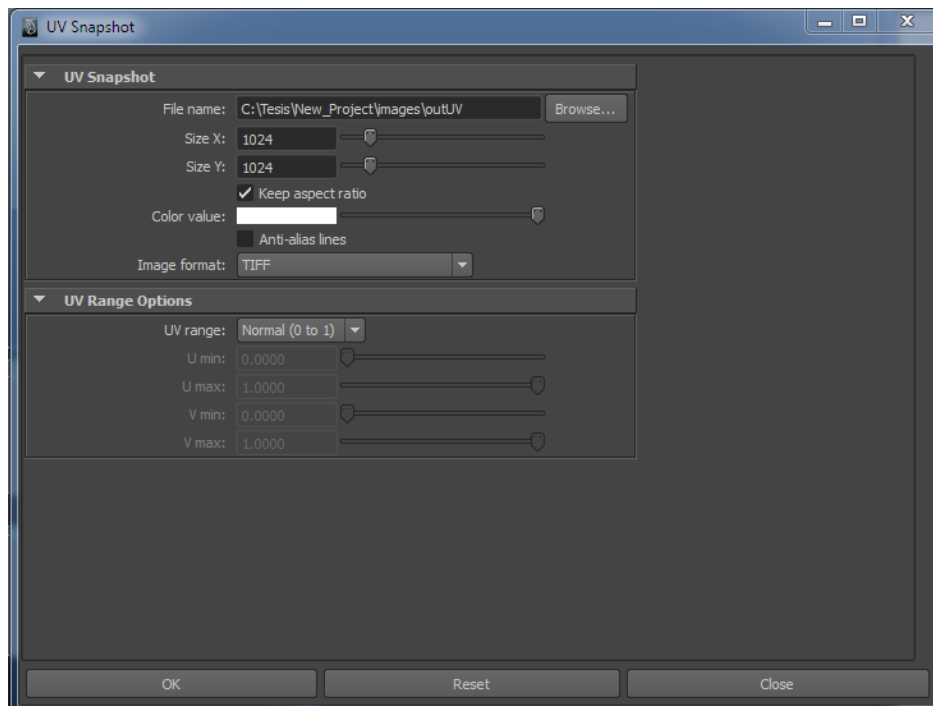 UV Snapshot
UV Snapshot
File name: C:\Tesis\New_Project\images\outUV Browse...
Size X: 1024
Size Y: 1024
Keep aspect ratio
Color value:
Anti-alias lines
Image format: TIFF
UV Range Options
UV range: Normal (0 to 1)
U min: 0.0000
U max: 1.0000
V min: 0.0000
V max: 1.0000
OK Reset Close